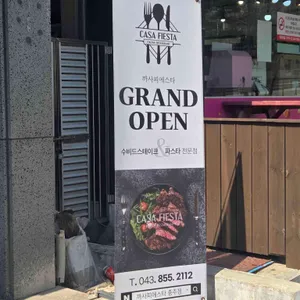 CASA FIESTA
까사피에스타
GRAND
OPEN
수비드스테이크 & 파스타 전문점
CASA FIESTA
T. 043. 855. 2112
N 까사피에스타 충주점